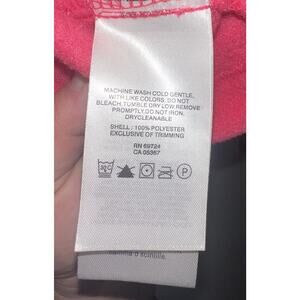 MACHINE WASH COLD GENTLE,
WITH LIKE COLORS. DO NOT
BLEACH. TUMBLE DRY LOW. REMOVE
PROMPTLY. DO NOT IRON.
DRYCLEANABLE
SHELL : 100% POLYESTER
EXCLUSIVE OF TRIMMING
RN 69724
CA 05367
30°C
P